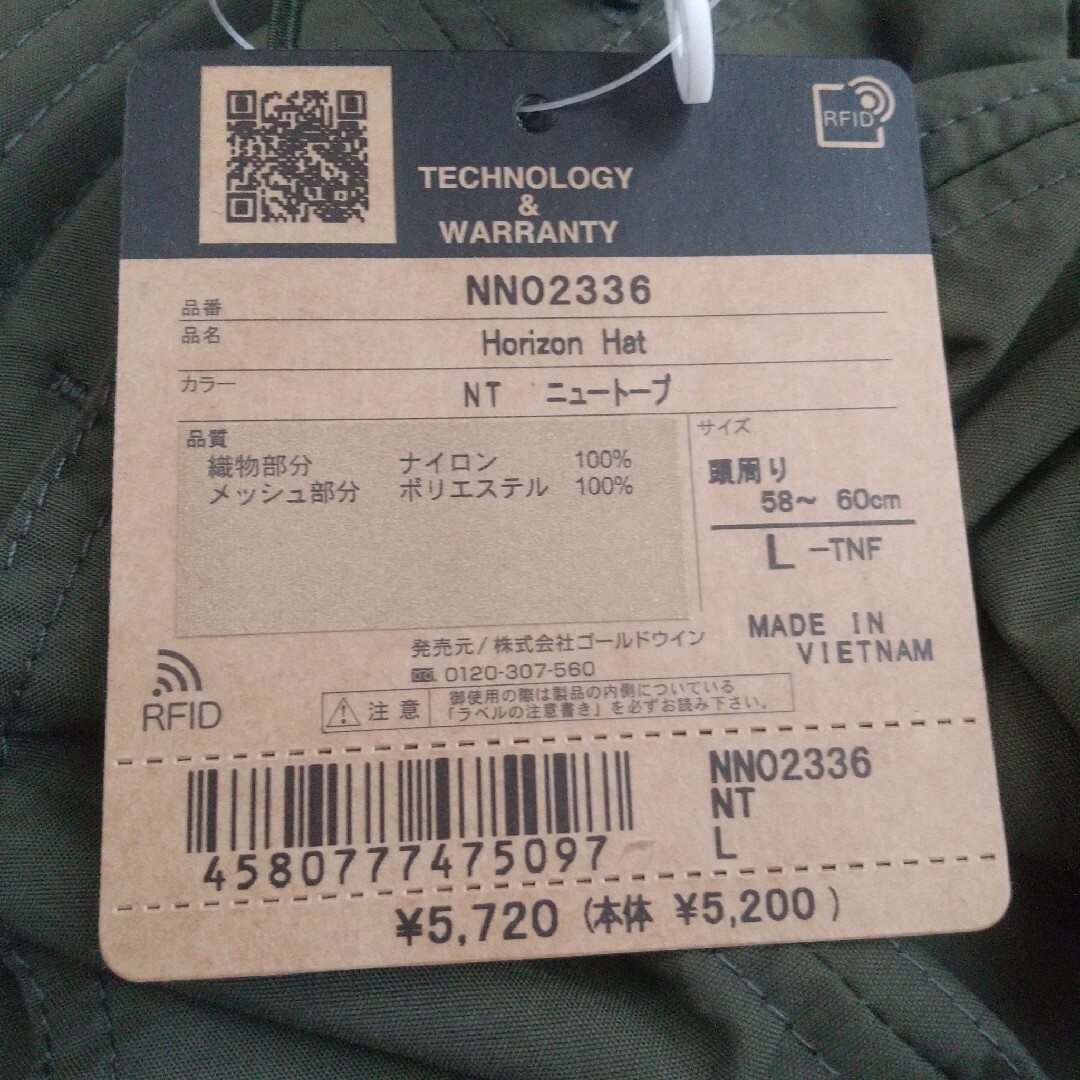 RFID
TECHNOLOGY
&
WARRANTY
品番 NN02336
品名 Horizon Hat
カラー NT ニュートープ
品質
織物部分 ナイロン 100%
メッシュ部分 ポリエステル 100%
サイズ
頭周り
58~ 60cm
L -TNF
MADE IN
VIETNAM
発売元/株式会社ゴールドウイン
0120-307-560
RFID
注意
御使用の際は製品の内側についている
「ラベルの注意書き」を必ずお読み下さい。
4580777475097
NN02336
NT
L
¥5,720 (本体 ¥5,200 )